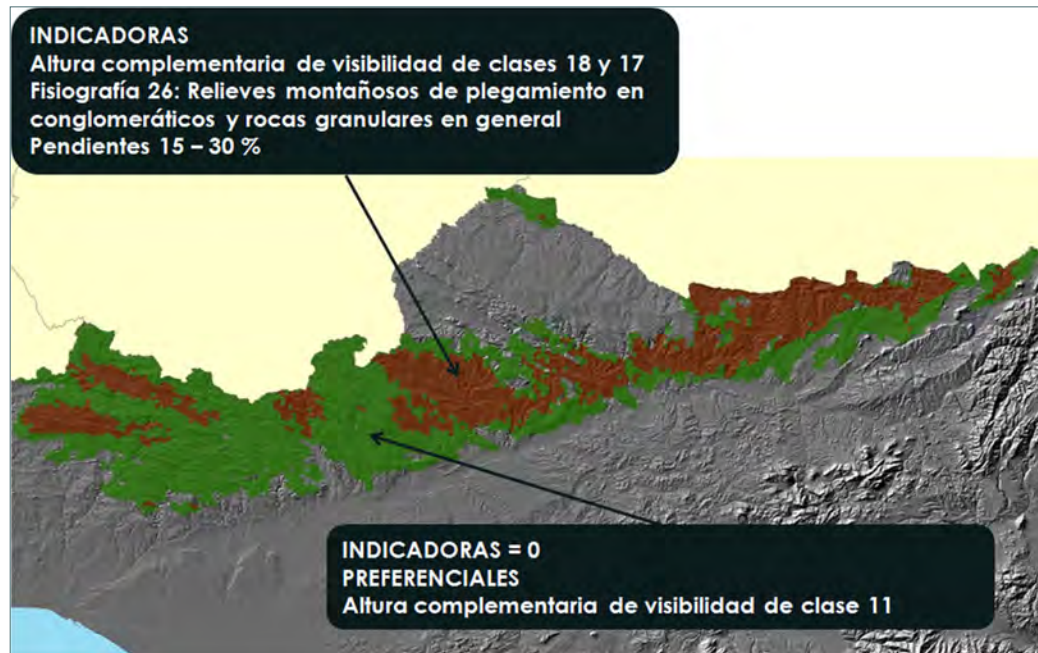 INDICADORAS
Altura complementaria de visibilidad de clases 18 y 17
Fisiografía 26: Relieves montañosos de plegamiento en
conglomeráticos y rocas granulares en general
Pendientes 15 – 30 %
INDICADORAS = 0
PREFERENCIALES
Altura complementaria de visibilidad de clase 11